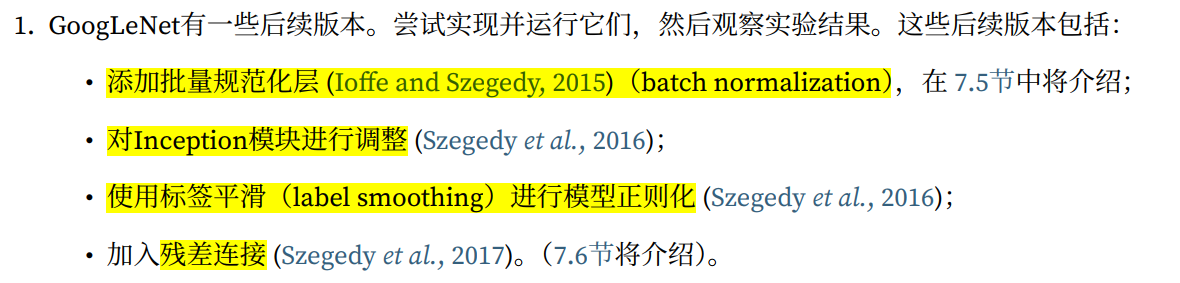 1. GoogLeNet有一些后续版本。尝试实现并运行它们，然后观察实验结果。这些后续版本包括：
• 添加批量规范化层 (Ioffe and Szegedy, 2015)（batch normalization），在 7.5节中将介绍；
• 对Inception模块进行调整 (Szegedy et al., 2016)；
• 使用标签平滑（label smoothing）进行模型正则化 (Szegedy et al., 2016)；
• 加入残差连接 (Szegedy et al., 2017)。（7.6节将介绍）。